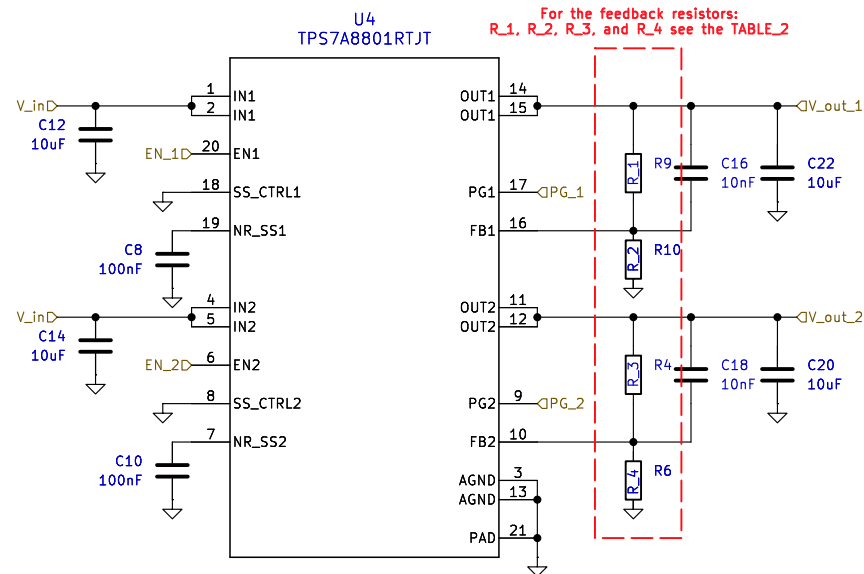 For the feedback resistors:
R_1, R_2, R_3, and R_4 see the TABLE_2
U4
TPS7A8801RTJT
V_in
C12
10uF
1
IN1
2
IN1
EN_1
20
EN1
18
SS_CTRL1
19
NR_SS1
C8
100nF
V_in
C14
10uF
4
IN2
5
IN2
EN_2
6
EN2
8
SS_CTRL2
7
NR_SS2
C10
100nF
OUT1
14
OUT1
15
PG1
17
PG_1
FB1
16
OUT2
11
OUT2
12
PG2
9
PG_2
FB2
10
AGND
3
AGND
13
PAD
21
R_1
R9
C16
10nF
C22
10uF
V_out_1
R_2
R10
V_out_2
R_3
R4
C18
10nF
C20
10uF
R_4
R6